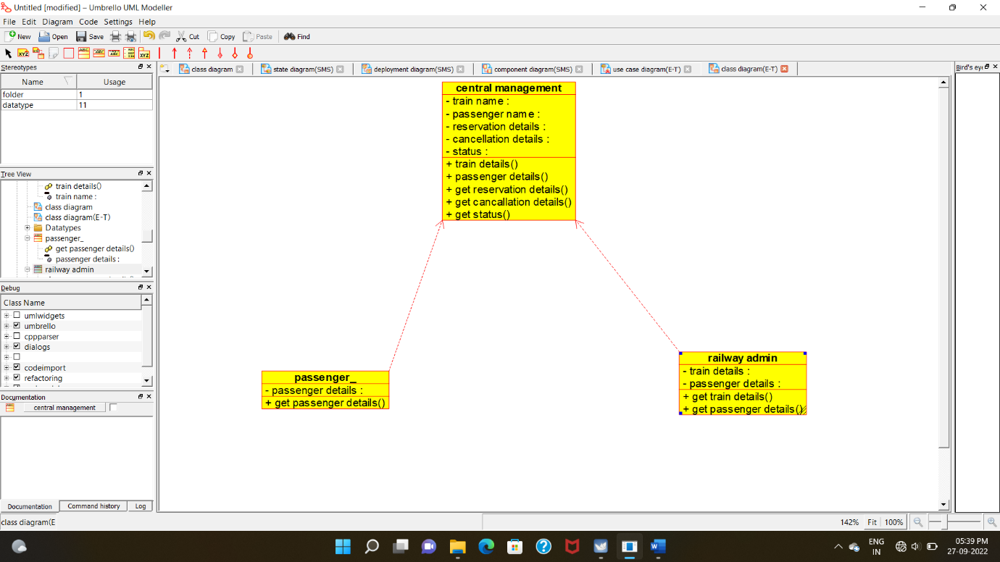 Untitled [modified] – Umbrello UML Modeller
File Edit Diagram Code Settings Help
New Open Save Cut Copy Paste Find
Stereotypes
Name Usage
folder 1
datatype 11
Tree View
train details()
train name :
class diagram
class diagram(E-T)
Datatypes
passenger_
get passenger details()
passenger details :
railway admin
Debug
Class Name
umlwidgets
umbrello
cppparser
dialogs
codeimport
refactoring
Documentation
central management
Documentation Command history Log
class diagram(E
class diagram state diagram(SMS) deployment diagram(SMS) component diagram(SMS) use case diagram(E-T) class diagram(E-T)
Bird's ey
central management
- train name :
- passenger name :
- reservation details :
- cancellation details :
- status :
+ train details()
+ passenger details()
+ get reservation details()
+ get cancallation details()
+ get status()
passenger_
- passenger details :
+ get passenger details()
railway admin
- train details :
- passenger details :
+ get train details()
+ get passenger details()
142% Fit 100%
ENG
IN
05:39 PM
27-09-2022